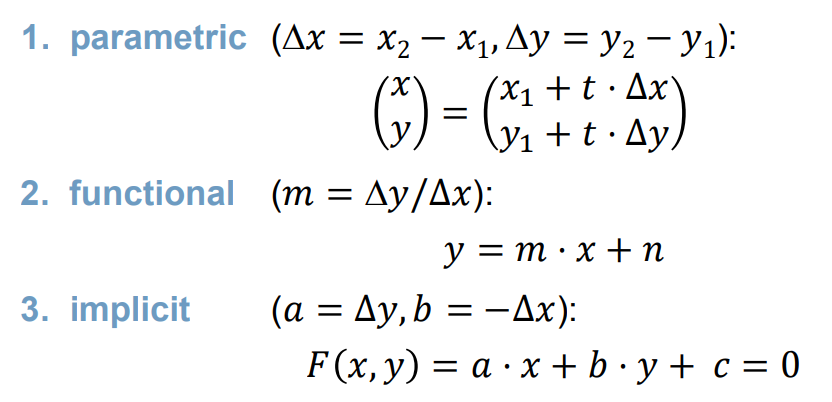 1. parametric (Δx = x₂ − x₁, Δy = y₂ − y₁):
(x y) = (x₁ + t · Δx y₁ + t · Δy)
2. functional (m = Δy/Δx):
y = m · x + n
3. implicit (a = Δy, b = −Δx):
F(x, y) = a · x + b · y + c = 0